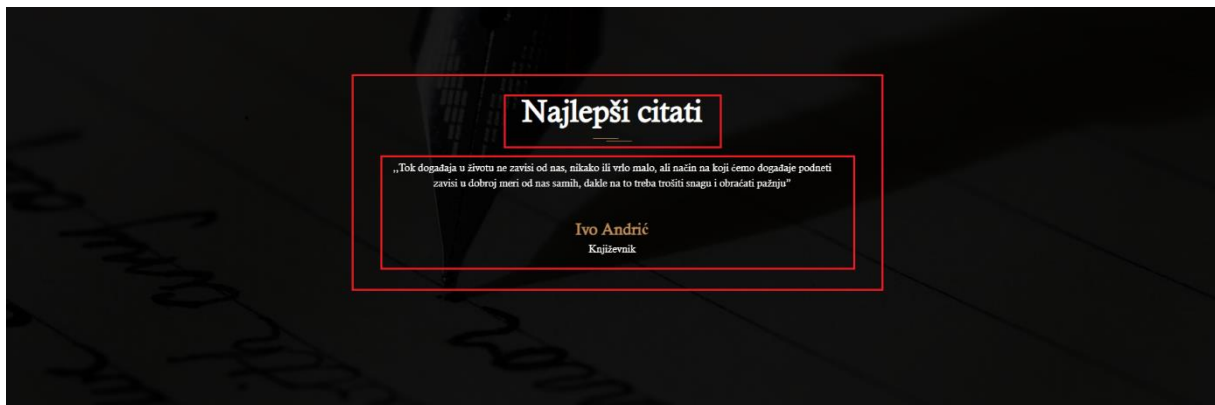 Najlepši citati
,,Tok događaja u životu ne zavisi od nas, nikako ili vrlo malo, ali način na koji ćemo događaje podneti
zavisi u dobroj meri od nas samih, dakle na to treba trošiti snagu i obraćati pažnju”
Ivo Andrić
Književnik